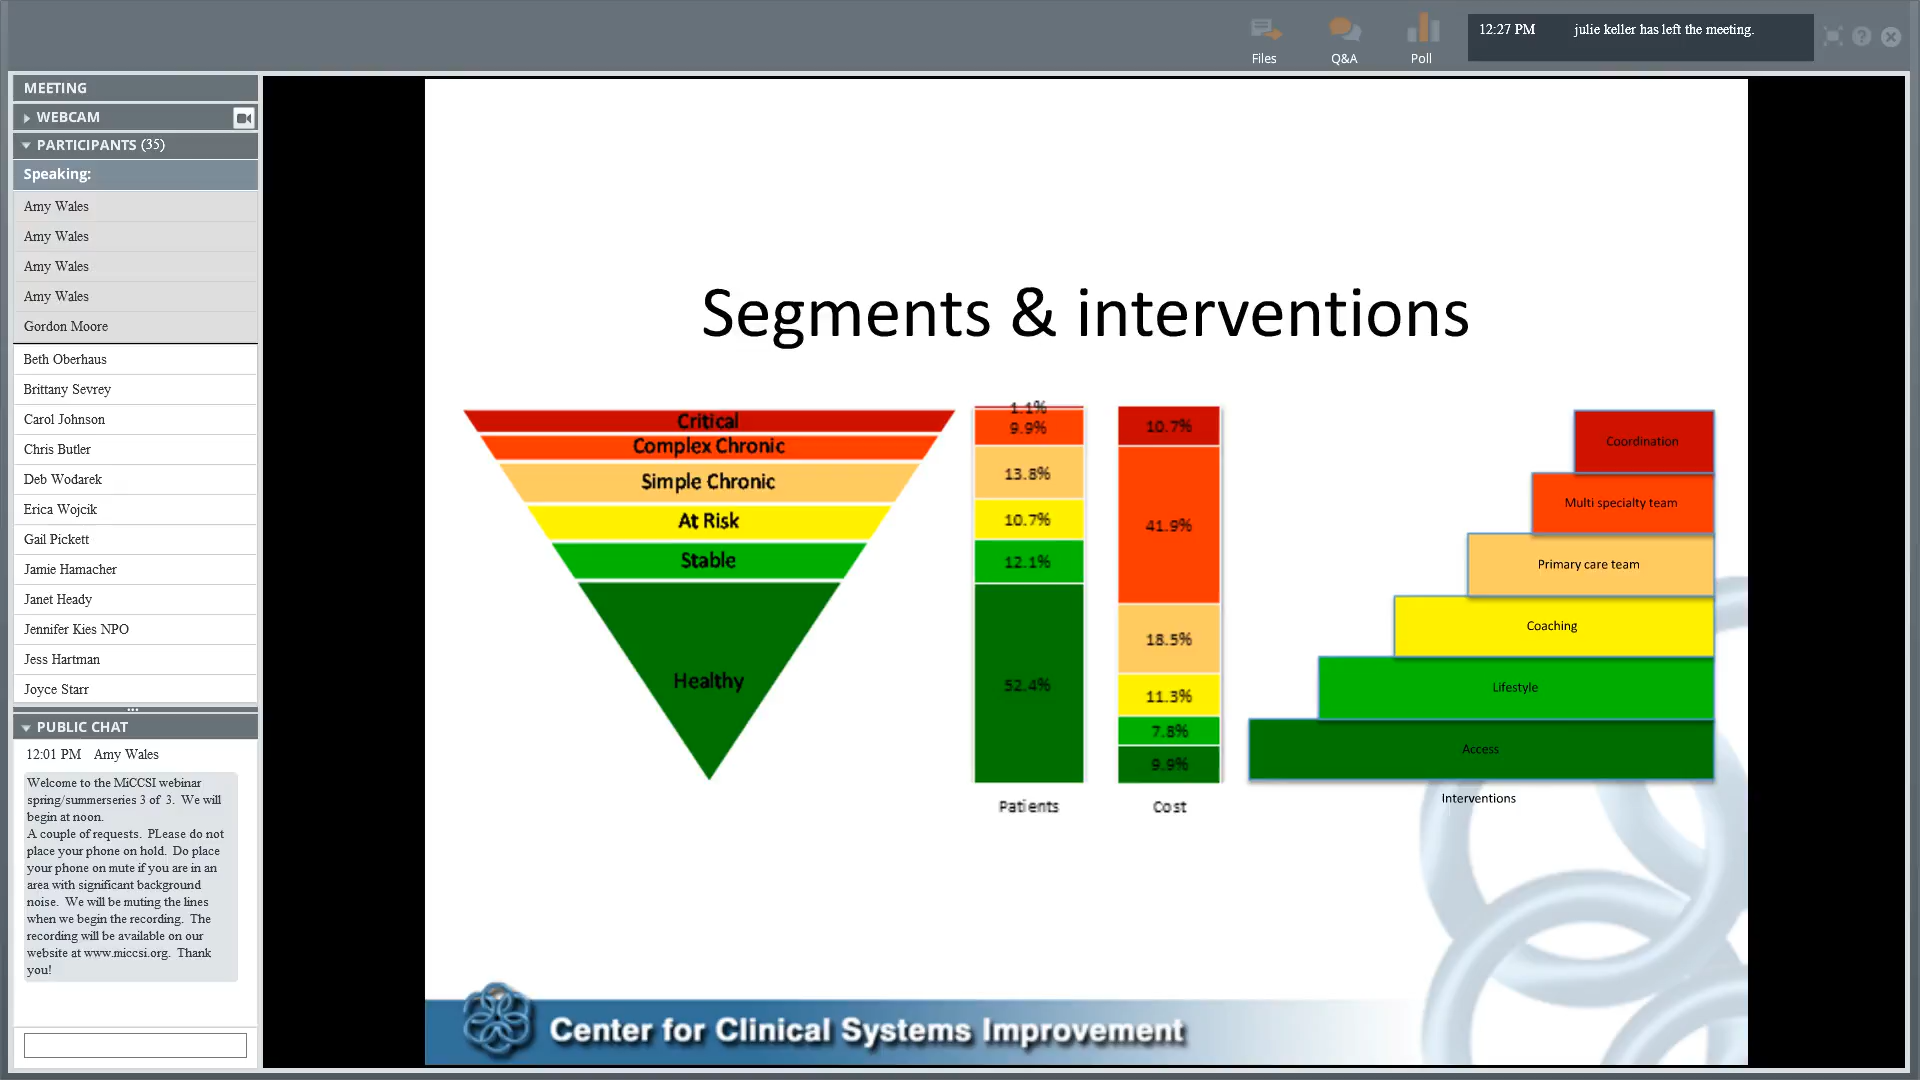 Files
Q&A
Poll
12:27 PM julie keller has left the meeting.
MEETING
WEBCAM
PARTICIPANTS (35)
Speaking:
Amy Wales
Amy Wales
Amy Wales
Amy Wales
Gordon Moore
Beth Oberhaus
Brittany Sevrey
Carol Johnson
Chris Butler
Deb Wodarek
Erica Wojcik
Gail Pickett
Jamie Hamacher
Janet Heady
Jennifer Kies NPO
Jess Hartman
Joyce Starr
PUBLIC CHAT
12:01 PM Amy Wales
Welcome to the MiCCSI webinar
spring/summerseries 3 of 3. We will
begin at noon.
A couple of requests. PLease do not
place your phone on hold. Do place
your phone on mute if you are in an
area with significant background
noise. We will be muting the lines
when we begin the recording. The
recording will be available on our
website at www.miccsi.org. Thank
you!
Segments & interventions
Critical
Complex Chronic
Simple Chronic
At Risk
Stable
Healthy
1.1%
9.9%
13.8%
10.7%
12.1%
52.4%
Patients
10.7%
41.9%
18.5%
11.3%
7.8%
9.9%
Cost
Coordination
Multi specialty team
Primary care team
Coaching
Lifestyle
Access
Interventions
Center for Clinical Systems Improvement